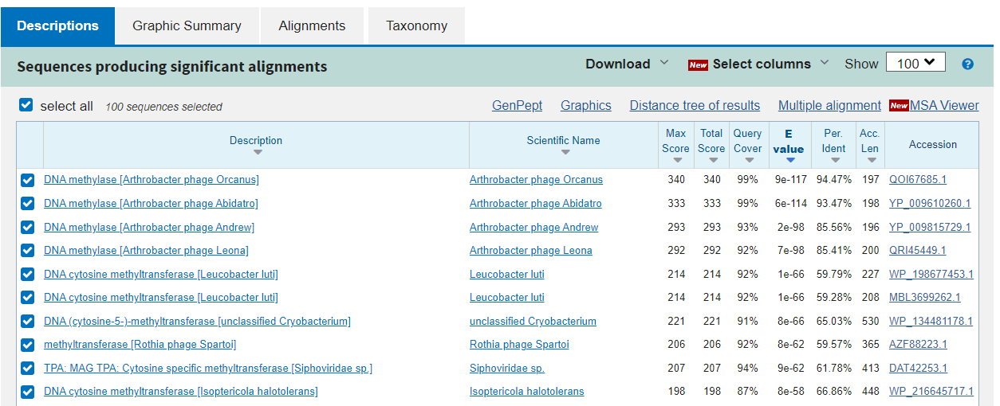 Descriptions Graphic Summary Alignments Taxonomy
Sequences producing significant alignments Download New Select columns Show 100 ?
select all 100 sequences selected GenPept Graphics Distance tree of results Multiple alignment New MSA Viewer
Description Scientific Name Max Score Total Score Query Cover E value Per. Ident Acc. Len Accession
DNA methylase [Arthrobacter phage Orcanus] Arthrobacter phage Orcanus 340 340 99% 9e-117 94.47% 197 QOI67685.1
DNA methylase [Arthrobacter phage Abidatro] Arthrobacter phage Abidatro 333 333 99% 6e-114 93.47% 198 YP_009610260.1
DNA methylase [Arthrobacter phage Andrew] Arthrobacter phage Andrew 293 293 93% 2e-98 85.56% 196 YP_009815729.1
DNA methylase [Arthrobacter phage Leona] Arthrobacter phage Leona 292 292 92% 7e-98 85.41% 200 QRI45449.1
DNA cytosine methyltransferase [Leucobacter luti] Leucobacter luti 214 214 92% 1e-66 59.79% 227 WP_198677453.1
DNA cytosine methyltransferase [Leucobacter luti] Leucobacter luti 214 214 92% 1e-66 59.28% 208 MBL3699262.1
DNA (cytosine-5-)-methyltransferase [unclassified Cryobacterium] unclassified Cryobacterium 221 221 91% 8e-66 65.03% 530 WP_134481178.1
methyltransferase [Rothia phage Spartoi] Rothia phage Spartoi 206 206 92% 8e-62 59.57% 365 AZF88223.1
TPA: MAG TPA: Cytosine specific methyltransferase [Siphoviridae sp.] Siphoviridae sp. 207 207 94% 9e-62 61.78% 413 DAT42253.1
DNA cytosine methyltransferase [Isoptericola halotolerans] Isoptericola halotolerans 198 198 87% 8e-58 66.86% 448 WP_216645717.1